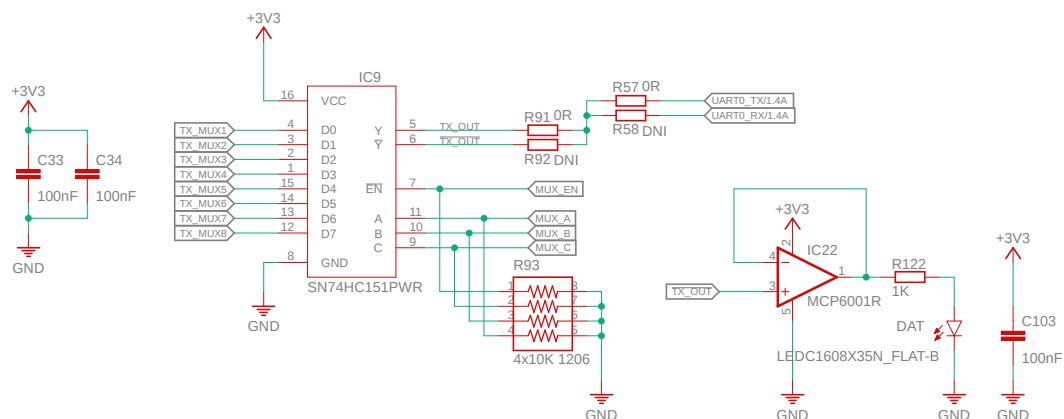 +3V3
C33
100nF
C34
100nF
GND
+3V3
IC9
16 VCC
TX_MUX1 4 D0
TX_MUX2 3 D1
TX_MUX3 2 D2
TX_MUX4 1 D3
TX_MUX5 15 D4
TX_MUX6 14 D5
TX_MUX7 13 D6
TX_MUX8 12 D7
8 GND
GND
SN74HC151PWR
Y 5 TX_OUT
Y 6 TX_OUT
EN 7 MUX_EN
A 11 MUX_A
B 10 MUX_B
C 9 MUX_C
R91 0R
R92 DNI
R57 0R
R58 DNI
UART0_TX/1.4A
UART0_RX/1.4A
R93
1 8
2 7
3 6
4 5
4x10K 1206
GND
+3V3
2
IC22
4 −
TX_OUT 3 +
1
5
MCP6001R
GND
R122
1K
DAT
LEDC1608X35N_FLAT-B
GND
+3V3
C103
100nF
GND